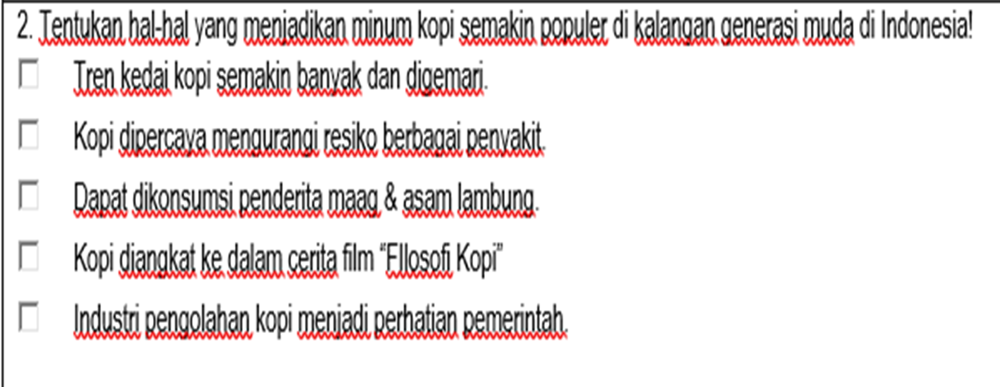 2. Tentukan hal-hal yang menjadikan minum kopi semakin populer di kalangan generasi muda di Indonesia!
Tren kedai kopi semakin banyak dan digemari.
Kopi dipercaya mengurangi resiko berbagai penyakit.
Dapat dikonsumsi penderita maag & asam lambung.
Kopi diangkat ke dalam cerita film “FIlosofi Kopi”
Industri pengolahan kopi menjadi perhatian pemerintah.